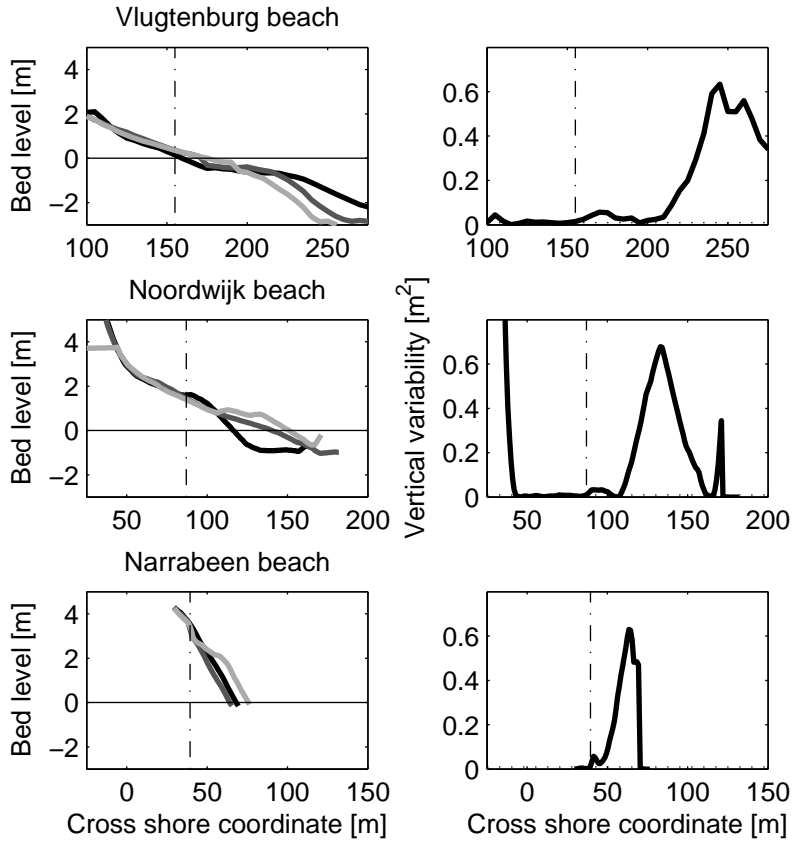 Vlugtenburg beach
Bed level [m]
4
2
0
−2
100 150 200 250
0.6
0.4
0.2
0
100 150 200 250
Noordwijk beach
Bed level [m]
4
2
0
−2
50 100 150 200
Vertical variability [m²]
0.6
0.4
0.2
0
50 100 150 200
Narrabeen beach
Bed level [m]
4
2
0
−2
0 50 100 150
Cross shore coordinate [m]
0.6
0.4
0.2
0
0 50 100 150
Cross shore coordinate [m]